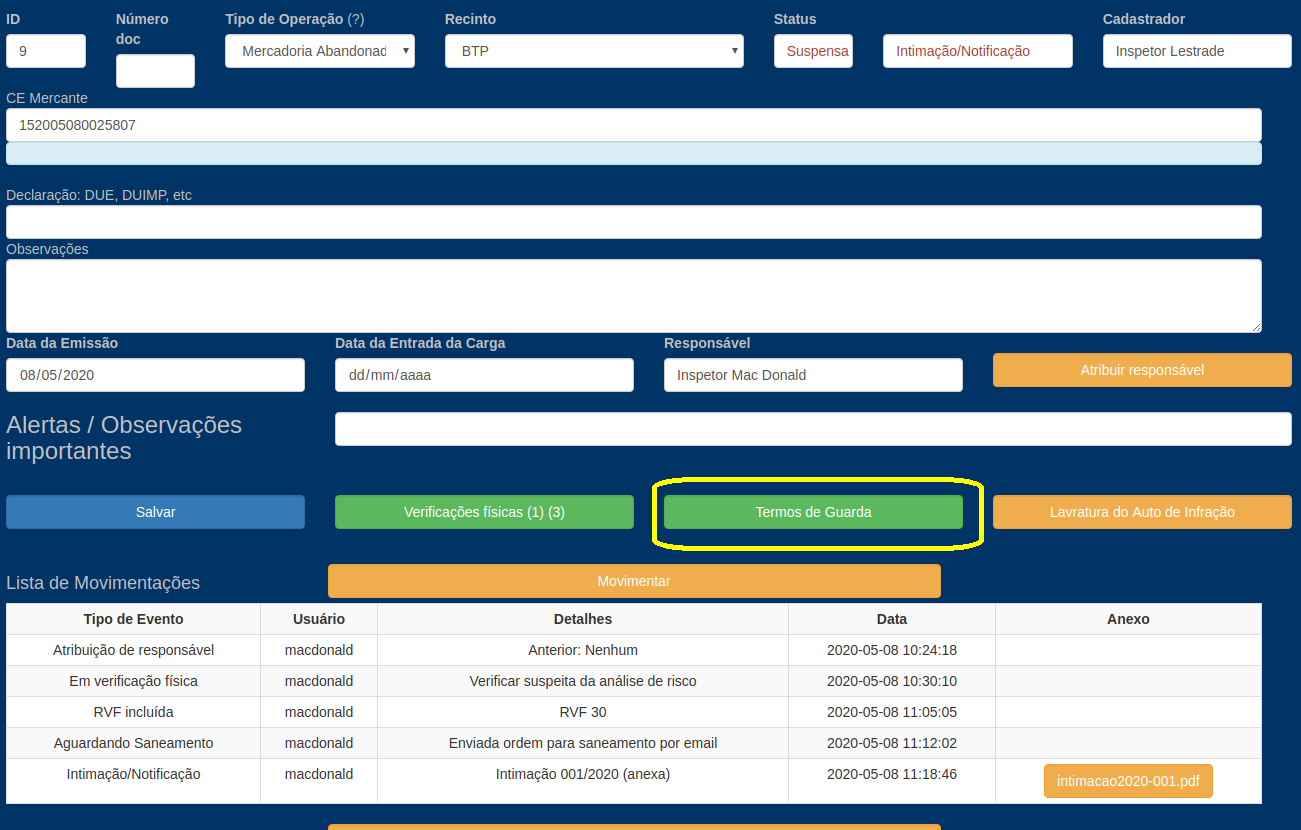 ID
Número doc
Tipo de Operação (?)
Recinto
Status
Cadastrador
9
Mercadoria Abandonad
BTP
Suspensa
Intimação/Notificação
Inspetor Lestrade
CE Mercante
152005080025807
Declaração: DUE, DUIMP, etc
Observações
Data da Emissão
Data da Entrada da Carga
Responsável
08/05/2020
dd/mm/aaaa
Inspetor Mac Donald
Atribuir responsável
Alertas / Observações
importantes
Salvar
Verificações físicas (1) (3)
Termos de Guarda
Lavratura do Auto de Infração
Lista de Movimentações
Movimentar
Tipo de Evento Usuário Detalhes Data Anexo
Atribuição de responsável macdonald Anterior: Nenhum 2020-05-08 10:24:18
Em verificação física macdonald Verificar suspeita da análise de risco 2020-05-08 10:30:10
RVF incluída macdonald RVF 30 2020-05-08 11:05:05
Aguardando Saneamento macdonald Enviada ordem para saneamento por email 2020-05-08 11:12:02
Intimação/Notificação macdonald Intimação 001/2020 (anexa) 2020-05-08 11:18:46 intimacao2020-001.pdf